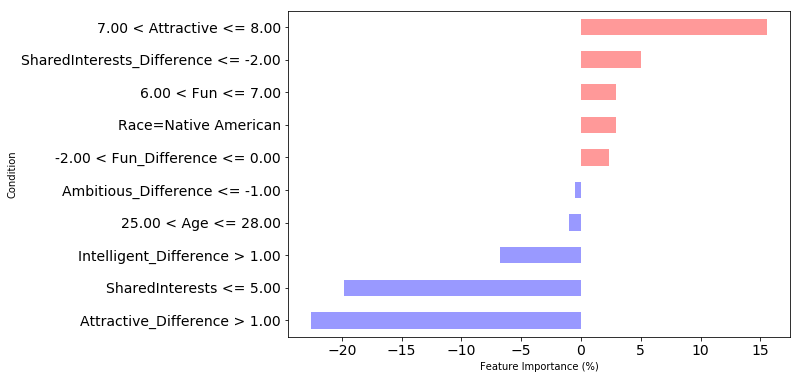 7.00 < Attractive <= 8.00
SharedInterests_Difference <= -2.00
6.00 < Fun <= 7.00
Race=Native American
-2.00 < Fun_Difference <= 0.00
Ambitious_Difference <= -1.00
25.00 < Age <= 28.00
Intelligent_Difference > 1.00
SharedInterests <= 5.00
Attractive_Difference > 1.00
Condition
−20 −15 −10 −5 0 5 10 15
Feature Importance (%)